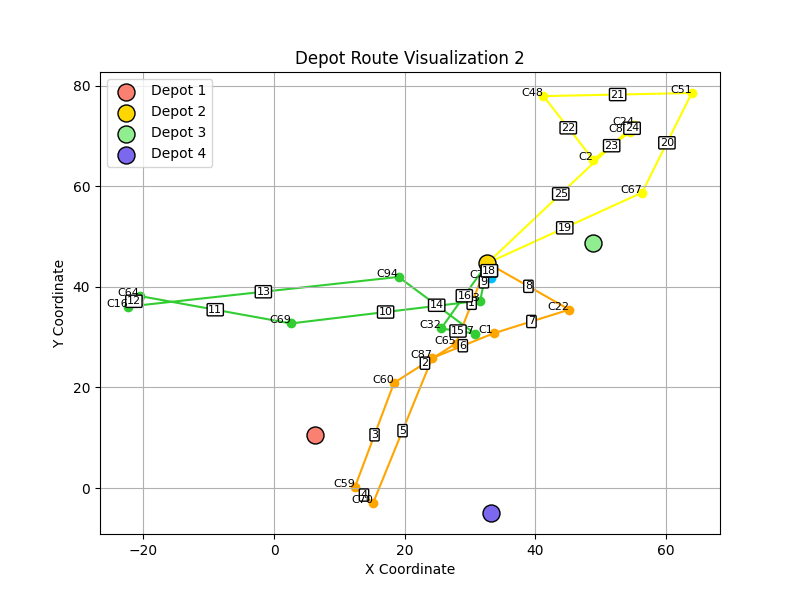 Depot Route Visualization 2
Depot 1
Depot 2
Depot 3
Depot 4
80
60
40
20
0
Y Coordinate
−20
0
20
40
60
X Coordinate
C48
21
C51
22
C24
C8
24
23
20
C2
25
C67
19
18
C94
9
8
C64
13
C16
12
11
10
14
16
1
C69
C22
7
C32
15
C1
C65
6
C87
2
C60
3
5
C59
4
C70